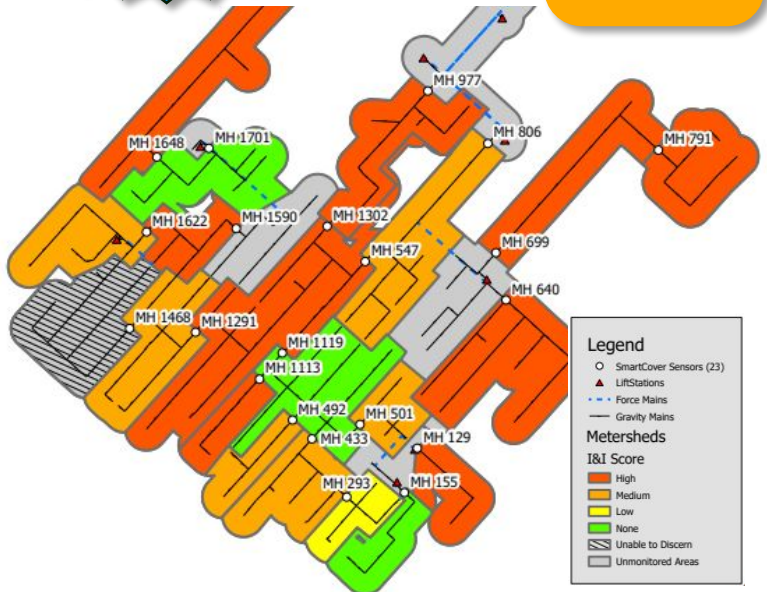 MH 977
MH 806
MH 791
MH 1701
MH 1648
MH 1622
MH 1590
MH 1302
MH 547
MH 699
MH 640
MH 1468
MH 1291
MH 1119
MH 1113
MH 492
MH 501
MH 433
MH 129
MH 293
MH 155
Legend
SmartCover Sensors (23)
LiftStations
Force Mains
Gravity Mains
Metersheds
I&I Score
High
Medium
Low
None
Unable to Discern
Unmonitored Areas